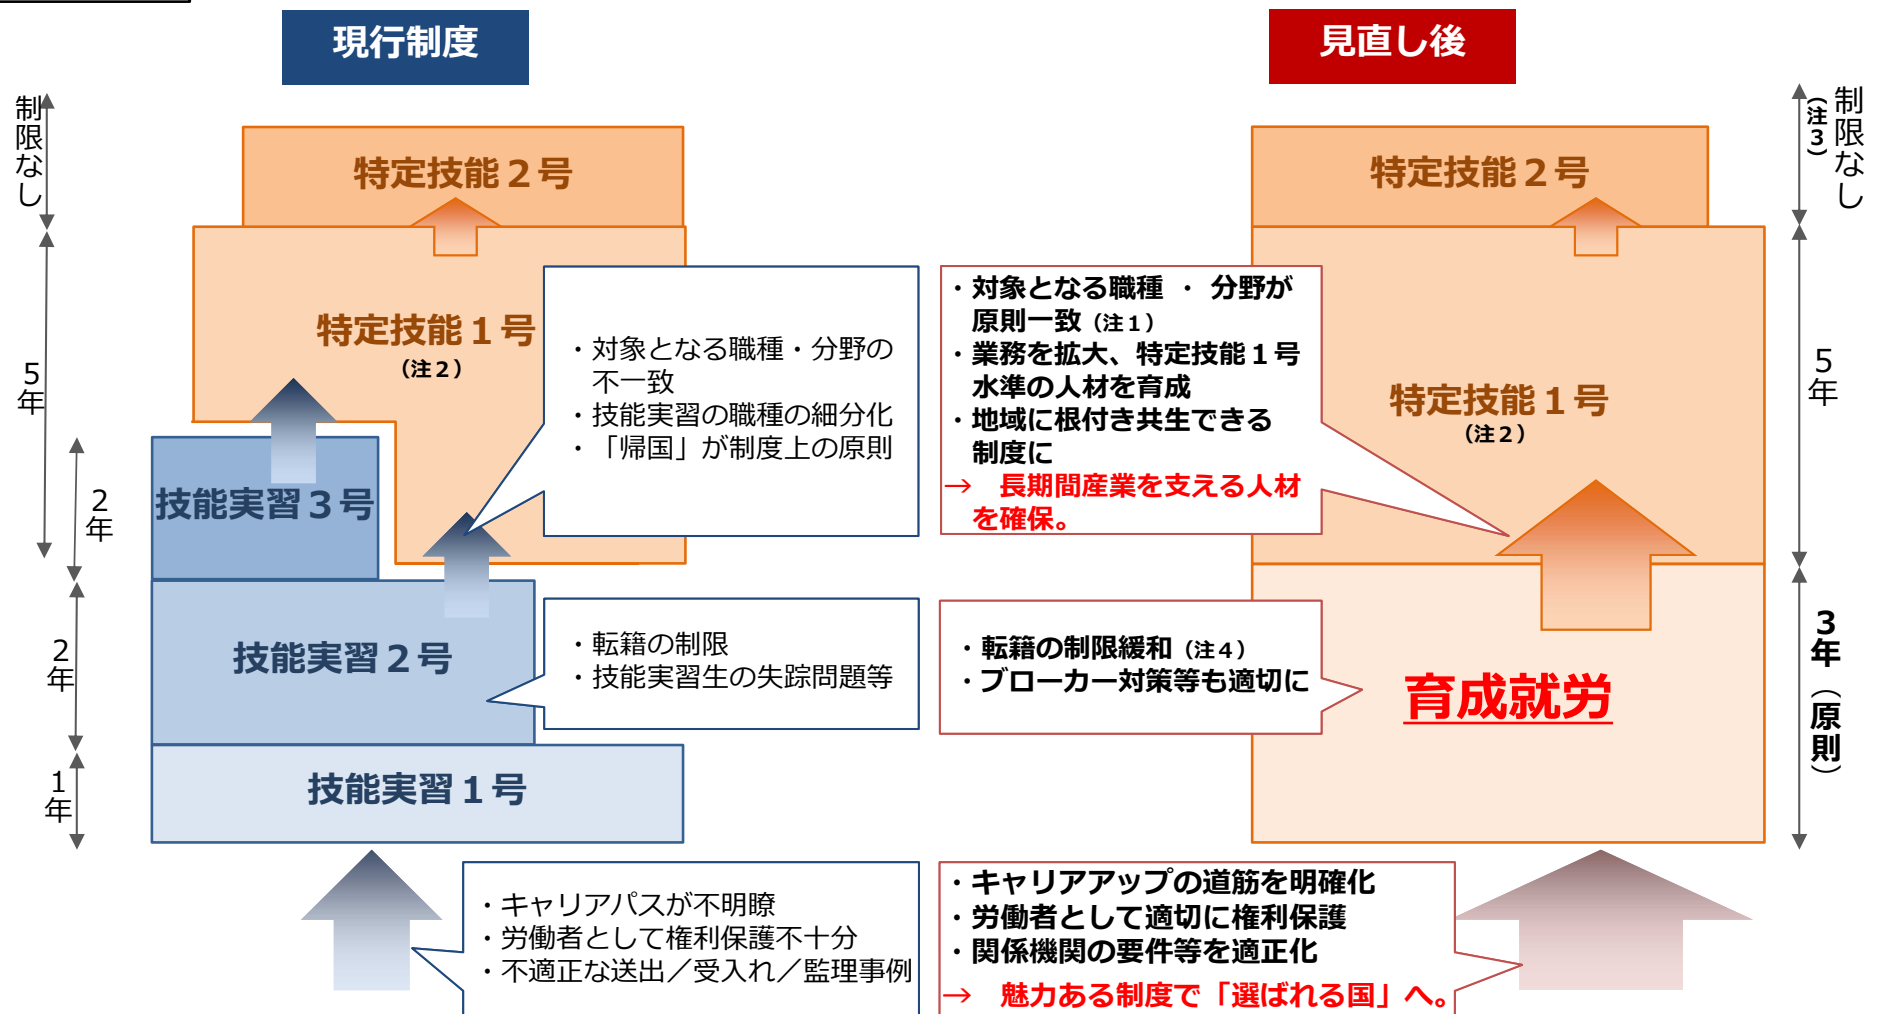 現行制度
見直し後
制限なし
5年
2年
2年
1年
特定技能２号
特定技能１号
（注２）
技能実習３号
技能実習２号
技能実習１号
・対象となる職種・分野の
不一致
・技能実習の職種の細分化
・「帰国」が制度上の原則
・転籍の制限
・技能実習生の失踪問題等
・キャリアパスが不明瞭
・労働者として権利保護不十分
・不適正な送出／受入れ／監理事例
・対象となる職種 ・ 分野が
原則一致（注１）
・業務を拡大、特定技能１号
水準の人材を育成
・地域に根付き共生できる
制度に
→ 長期間産業を支える人材
を確保。
・転籍の制限緩和（注４）
・ブローカー対策等も適切に
・キャリアアップの道筋を明確化
・労働者として適切に権利保護
・関係機関の要件等を適正化
→ 魅力ある制度で「選ばれる国」へ。
特定技能２号
特定技能１号
（注２）
育成就労
制限なし
（注３）
5年
3年（原則）